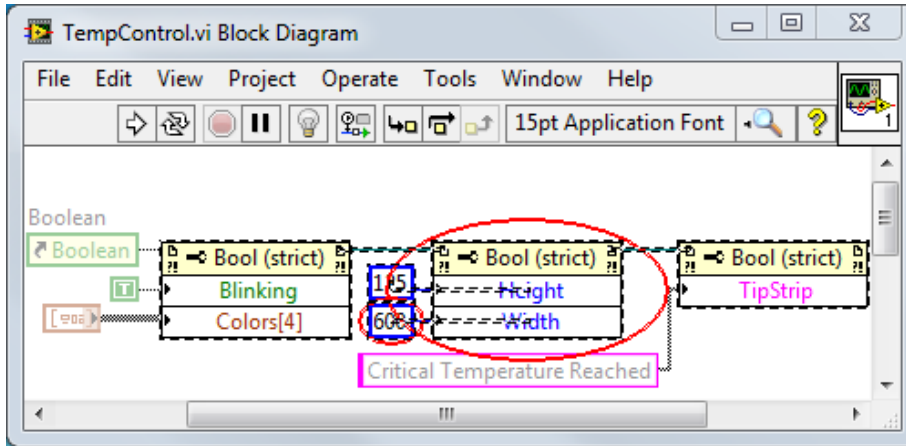 TempControl.vi Block Diagram
File Edit View Project Operate Tools Window Help
15pt Application Font
1
Boolean
Boolean
Bool (strict)
Blinking
Colors[4]
T
Bool (strict)
Height
Width
Bool (strict)
TipStrip
Critical Temperature Reached